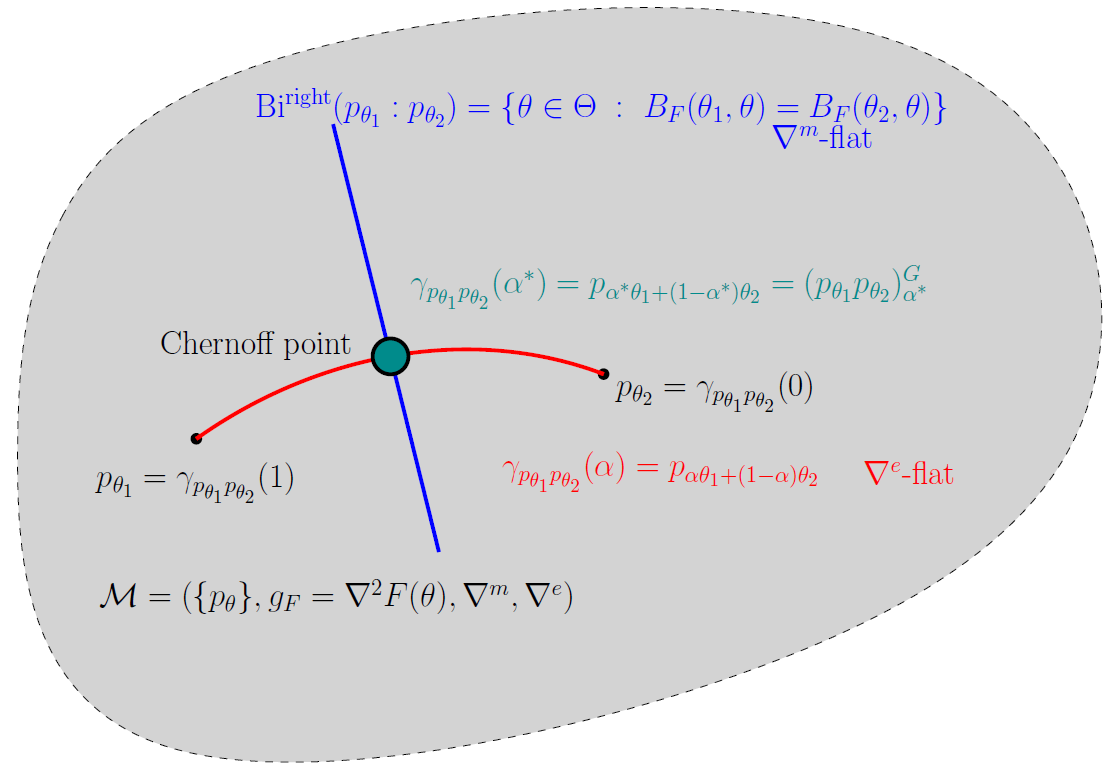 Bi^right(p_θ₁ : p_θ₂) = {θ ∈ Θ : B_F(θ₁, θ) = B_F(θ₂, θ)}
∇^m-flat
γ_{p_θ₁ p_θ₂}(α*) = p_{α*θ₁+(1−α*)θ₂} = (p_θ₁ p_θ₂)^G_{α*}
Chernoff point
p_θ₂ = γ_{p_θ₁ p_θ₂}(0)
p_θ₁ = γ_{p_θ₁ p_θ₂}(1)
γ_{p_θ₁ p_θ₂}(α) = p_{αθ₁+(1−α)θ₂} ∇^e-flat
ℳ = ({p_θ}, g_F = ∇²F(θ), ∇^m, ∇^e)